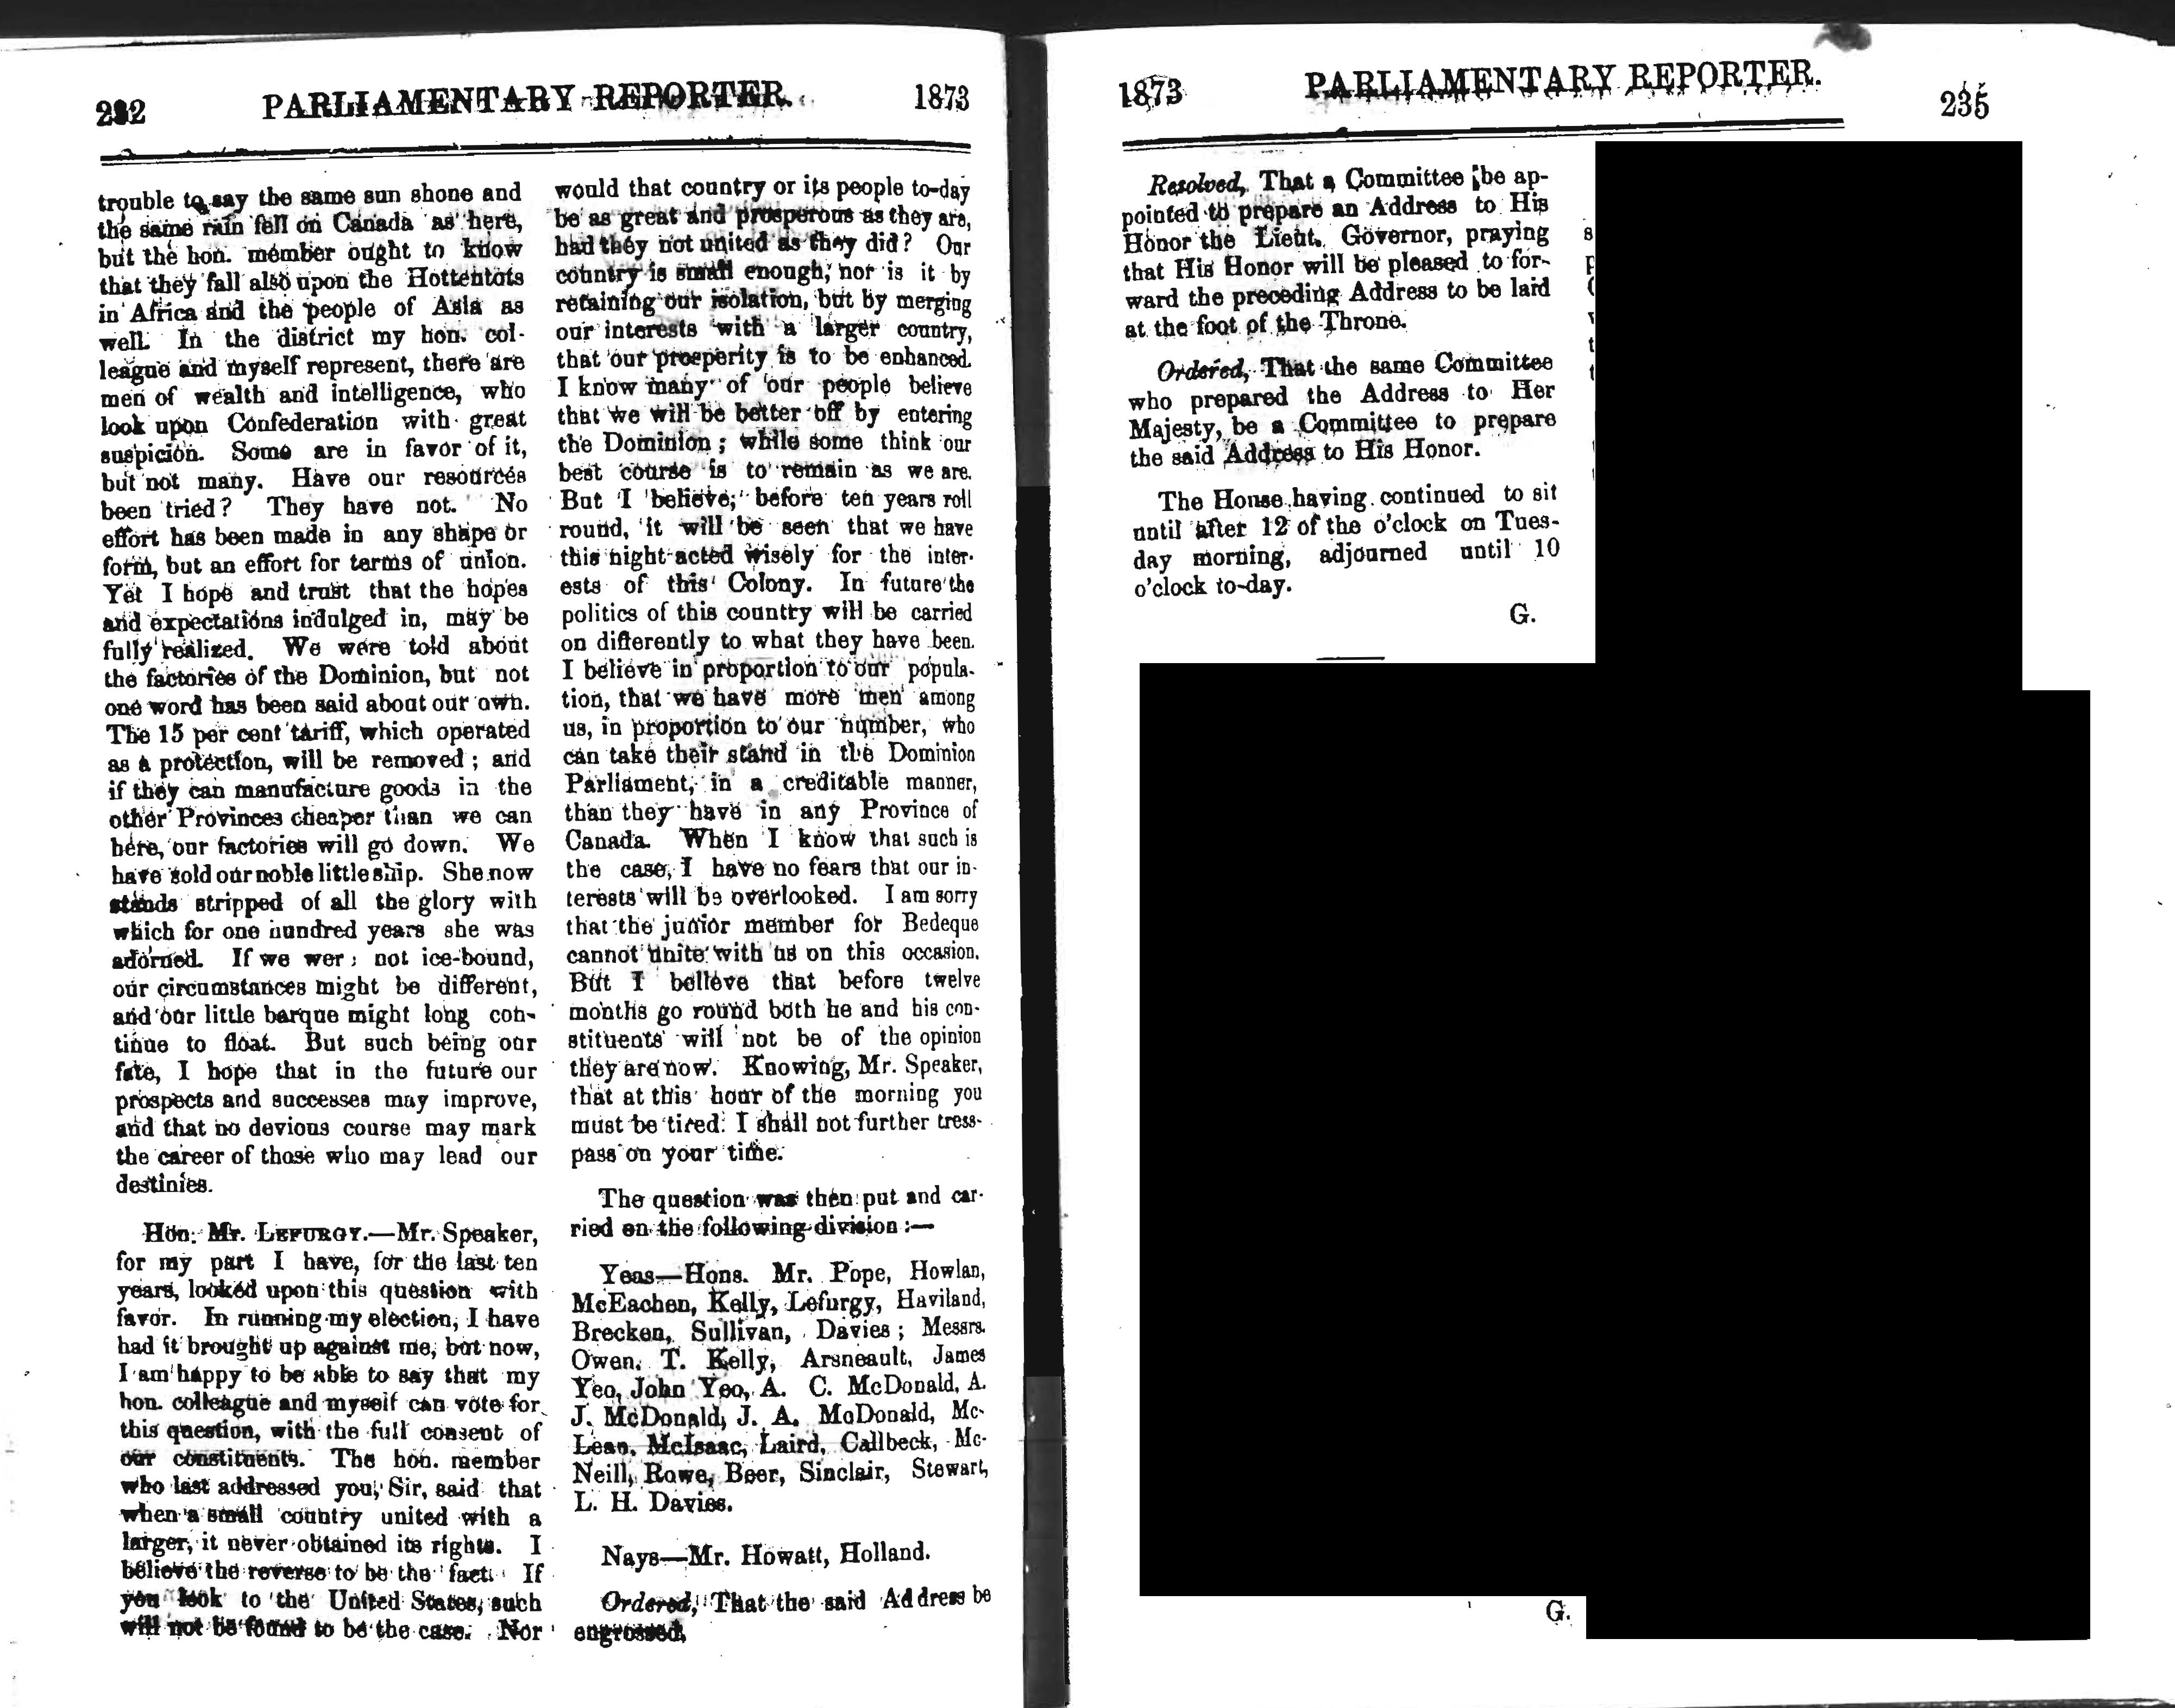 232 PARLIAMENTARY REPORTER. 1873
trouble to say the same sun shone and
the same rain fell on Canada as here,
but the hon. member ought to know
that they fall also upon the Hottentots
in Africa and the people of Asia as
well. In the district my hon. col-
league and myself represent, there are
men of wealth and intelligence, who
look upon Confederation with great
suspicion. Some are in favor of it,
but not many. Have our resources
been tried? They have not. No
effort has been made in any shape or
form, but an effort for terms of union.
Yet I hope and trust that the hopes
and expectations indulged in, may be
fully realized. We were told about
the factories of the Dominion, but not
one word has been said about our own.
The 15 per cent tariff, which operated
as a protection, will be removed; and
if they can manufacture goods in the
other Provinces cheaper than we can
here, our factories will go down. We
have sold our noble little ship. She now
stands stripped of all the glory with
which for one hundred years she was
adorned. If we were not ice-bound,
our circumstances might be different,
and our little barque might long con-
tinue to float. But such being our
fate, I hope that in the future our
prospects and successes may improve,
and that no devious course may mark
the career of those who may lead our
destinies.
Hon. Mr. LEFURGY.—Mr. Speaker,
for my part I have, for the last ten
years, looked upon this question with
favor. In running my election, I have
had it brought up against me, but now,
I am happy to be able to say that my
hon. colleague and myself can vote for
this question, with the full consent of
our constituents. The hon. member
who last addressed you, Sir, said that
when a small country united with a
larger, it never obtained its rights. I
believe the reverse to be the fact. If
you look to the United States, such
will not be found to be the case. Nor
would that country or its people to-day
be as great and prosperous as they are,
had they not united as they did? Our
country is small enough, nor is it by
retaining our isolation, but by merging
our interests with a larger country,
that our prosperity is to be enhanced.
I know many of our people believe
that we will be better off by entering
the Dominion; while some think our
best course is to remain as we are.
But I believe, before ten years roll
round, it will be seen that we have
this night acted wisely for the inter-
ests of this Colony. In future the
politics of this country will be carried
on differently to what they have been.
I believe in proportion to our popula-
tion, that we have more men among
us, in proportion to our number, who
can take their stand in the Dominion
Parliament, in a creditable manner,
than they have in any Province of
Canada. When I know that such is
the case, I have no fears that our in-
terests will be overlooked. I am sorry
that the junior member for Bedeque
cannot unite with us on this occasion.
But I believe that before twelve
months go round both he and his con-
stituents will not be of the opinion
they are now. Knowing, Mr. Speaker,
that at this hour of the morning you
must be tired. I shall not further tress-
pass on your time.
The question was then put and car-
ried on the following division:—
Yeas—Hons. Mr. Pope, Howlan,
McEachen, Kelly, Lefurgy, Haviland,
Brecken, Sullivan, Davies; Messrs.
Owen, T. Kelly, Arsneault, James
Yeo, John Yeo, A. C. McDonald, A.
J. McDonald, J. A. McDonald, Mc-
Lean, McIsaac, Laird, Callbeck, Mc-
Neill, Rowe, Beer, Sinclair, Stewart,
L. H. Davies.
Nays—Mr. Howatt, Holland.
Ordered, That the said Address be
engrossed,
1873 PARLIAMENTARY REPORTER. 235
Resolved, That a Committee be ap-
pointed to prepare an Address to His
Honor the Lieut. Governor, praying
that His Honor will be pleased to for-
ward the preceding Address to be laid
at the foot of the Throne.
Ordered, That the same Committee
who prepared the Address to Her
Majesty, be a Committee to prepare
the said Address to His Honor.
The House having continued to sit
until after 12 of the o'clock on Tues-
day morning, adjourned until 10
o'clock to-day.
G.
G.